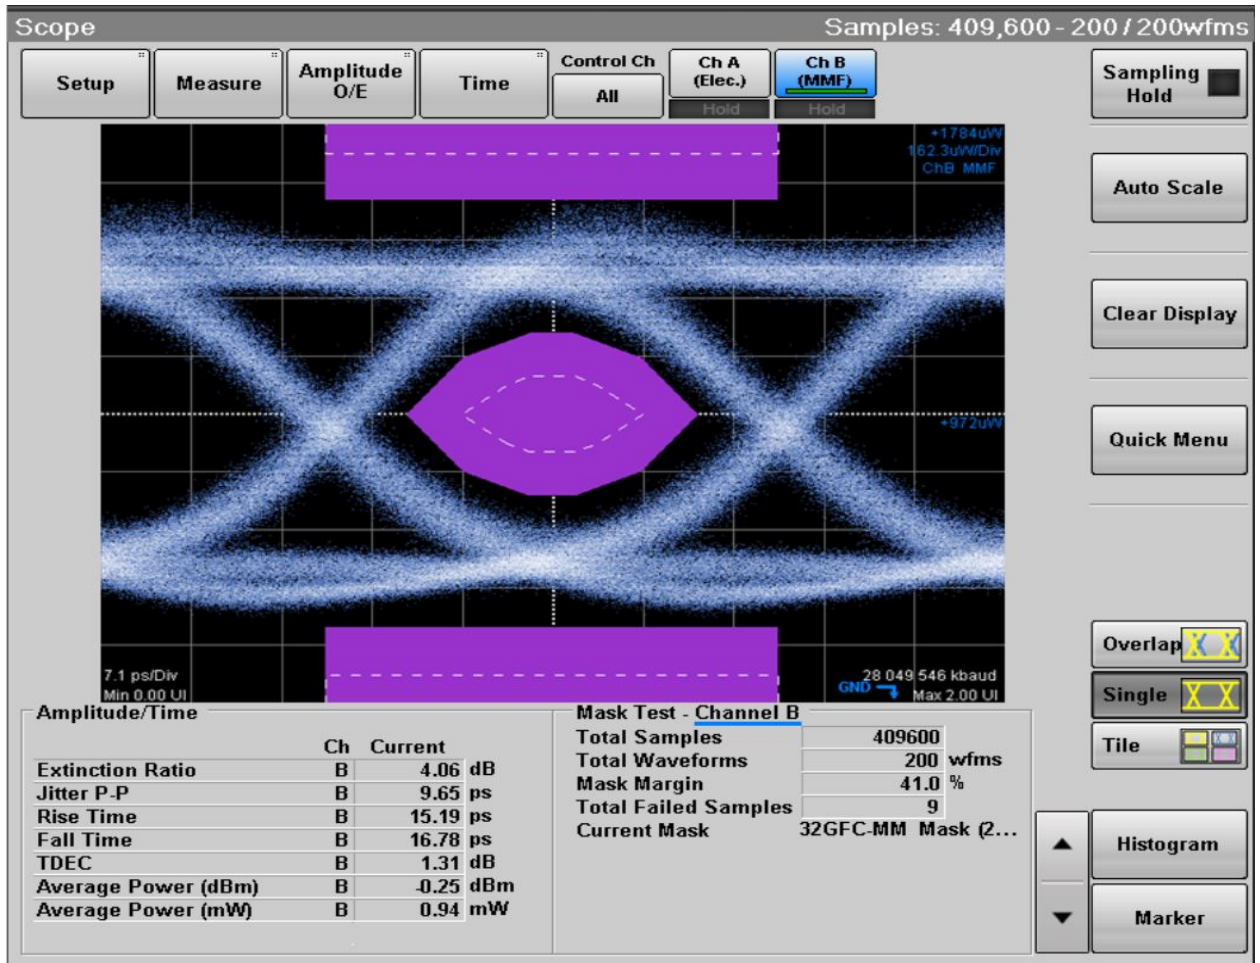 Scope
Samples: 409,600 - 200 / 200wfms
Setup
Measure
Amplitude
O/E
Time
Control Ch
All
Ch A
(Elec.)
Hold
Ch B
(MMF)
Hold
Sampling
Hold
+1784uW
162.3uW/Div
ChB MMF
Auto Scale
Clear Display
+972uW
Quick Menu
7.1 ps/Div
Min 0.00 UI
28 049 546 kbaud
GND
Max 2.00 UI
Overlap
Single
Tile
Amplitude/Time
Ch Current
Extinction Ratio B 4.06 dB
Jitter P-P B 9.65 ps
Rise Time B 15.19 ps
Fall Time B 16.78 ps
TDEC B 1.31 dB
Average Power (dBm) B -0.25 dBm
Average Power (mW) B 0.94 mW
Mask Test - Channel B
Total Samples 409600
Total Waveforms 200 wfms
Mask Margin 41.0 %
Total Failed Samples 9
Current Mask 32GFC-MM Mask (2...
Histogram
Marker